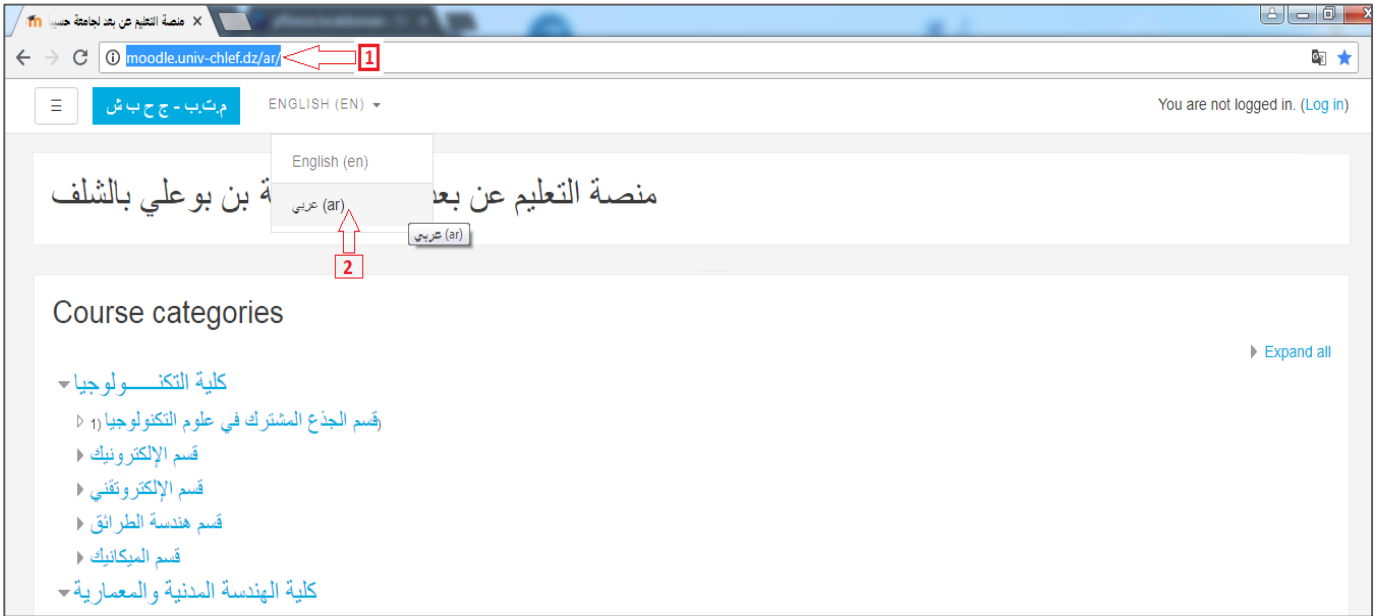 منصة التعليم عن بعد لجامعة حسيبا
moodle.univ-chlef.dz/ar/
1
م.ت.ب - ج ح ب ش
ENGLISH (EN)
You are not logged in. (Log in)
English (en)
عربي (ar)
عربي (ar)
2
منصة التعليم عن بعد ة بن بوعلي بالشلف
Course categories
Expand all
كلية التكنـــــولوجيا
قسم الجذع المشترك في علوم التكنولوجيا (1)
قسم الإلكترونيك
قسم الإلكتروتقني
قسم هندسة الطرائق
قسم الميكانيك
كلية الهندسة المدنية والمعمارية